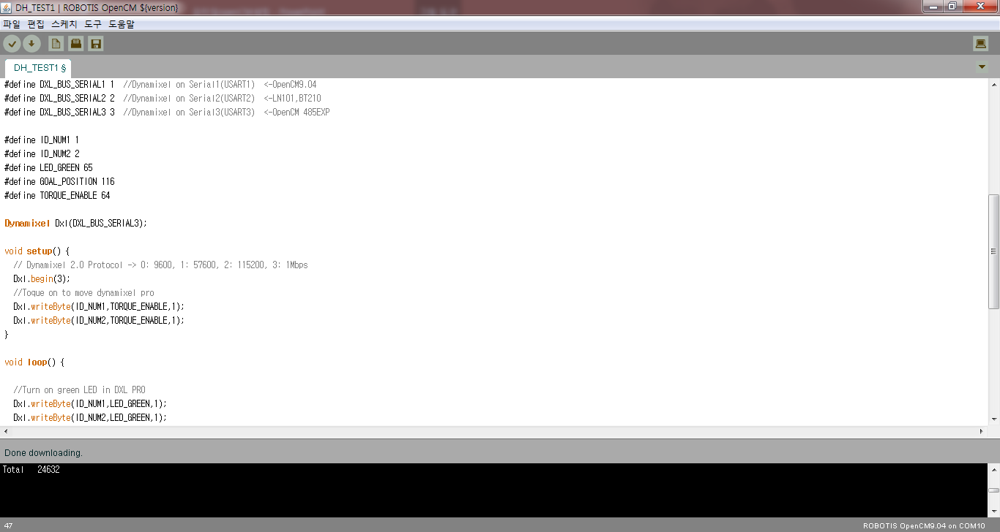 DH_TEST1 | ROBOTIS OpenCM ${version}
파일 편집 스케치 도구 도움말
DH_TEST1 §
#define DXL_BUS_SERIAL1 1  //Dynamixel on Serial1(USART1)  <-OpenCM9.04
#define DXL_BUS_SERIAL2 2  //Dynamixel on Serial2(USART2)  <-LN101,BT210
#define DXL_BUS_SERIAL3 3  //Dynamixel on Serial3(USART3)  <-OpenCM 485EXP
#define ID_NUM1 1
#define ID_NUM2 2
#define LED_GREEN 65
#define GOAL_POSITION 116
#define TORQUE_ENABLE 64
Dynamixel Dxl(DXL_BUS_SERIAL3);
void setup() {
  // Dynamixel 2.0 Protocol -> 0: 9600, 1: 57600, 2: 115200, 3: 1Mbps
  Dxl.begin(3);
  //Toque on to move dynamixel pro
  Dxl.writeByte(ID_NUM1,TORQUE_ENABLE,1);
  Dxl.writeByte(ID_NUM2,TORQUE_ENABLE,1);
}
void loop() {
  //Turn on green LED in DXL PRO
  Dxl.writeByte(ID_NUM1,LED_GREEN,1);
  Dxl.writeByte(ID_NUM2,LED_GREEN,1);
Done downloading.
Total   24632
47
ROBOTIS OpenCM9.04 on COM10